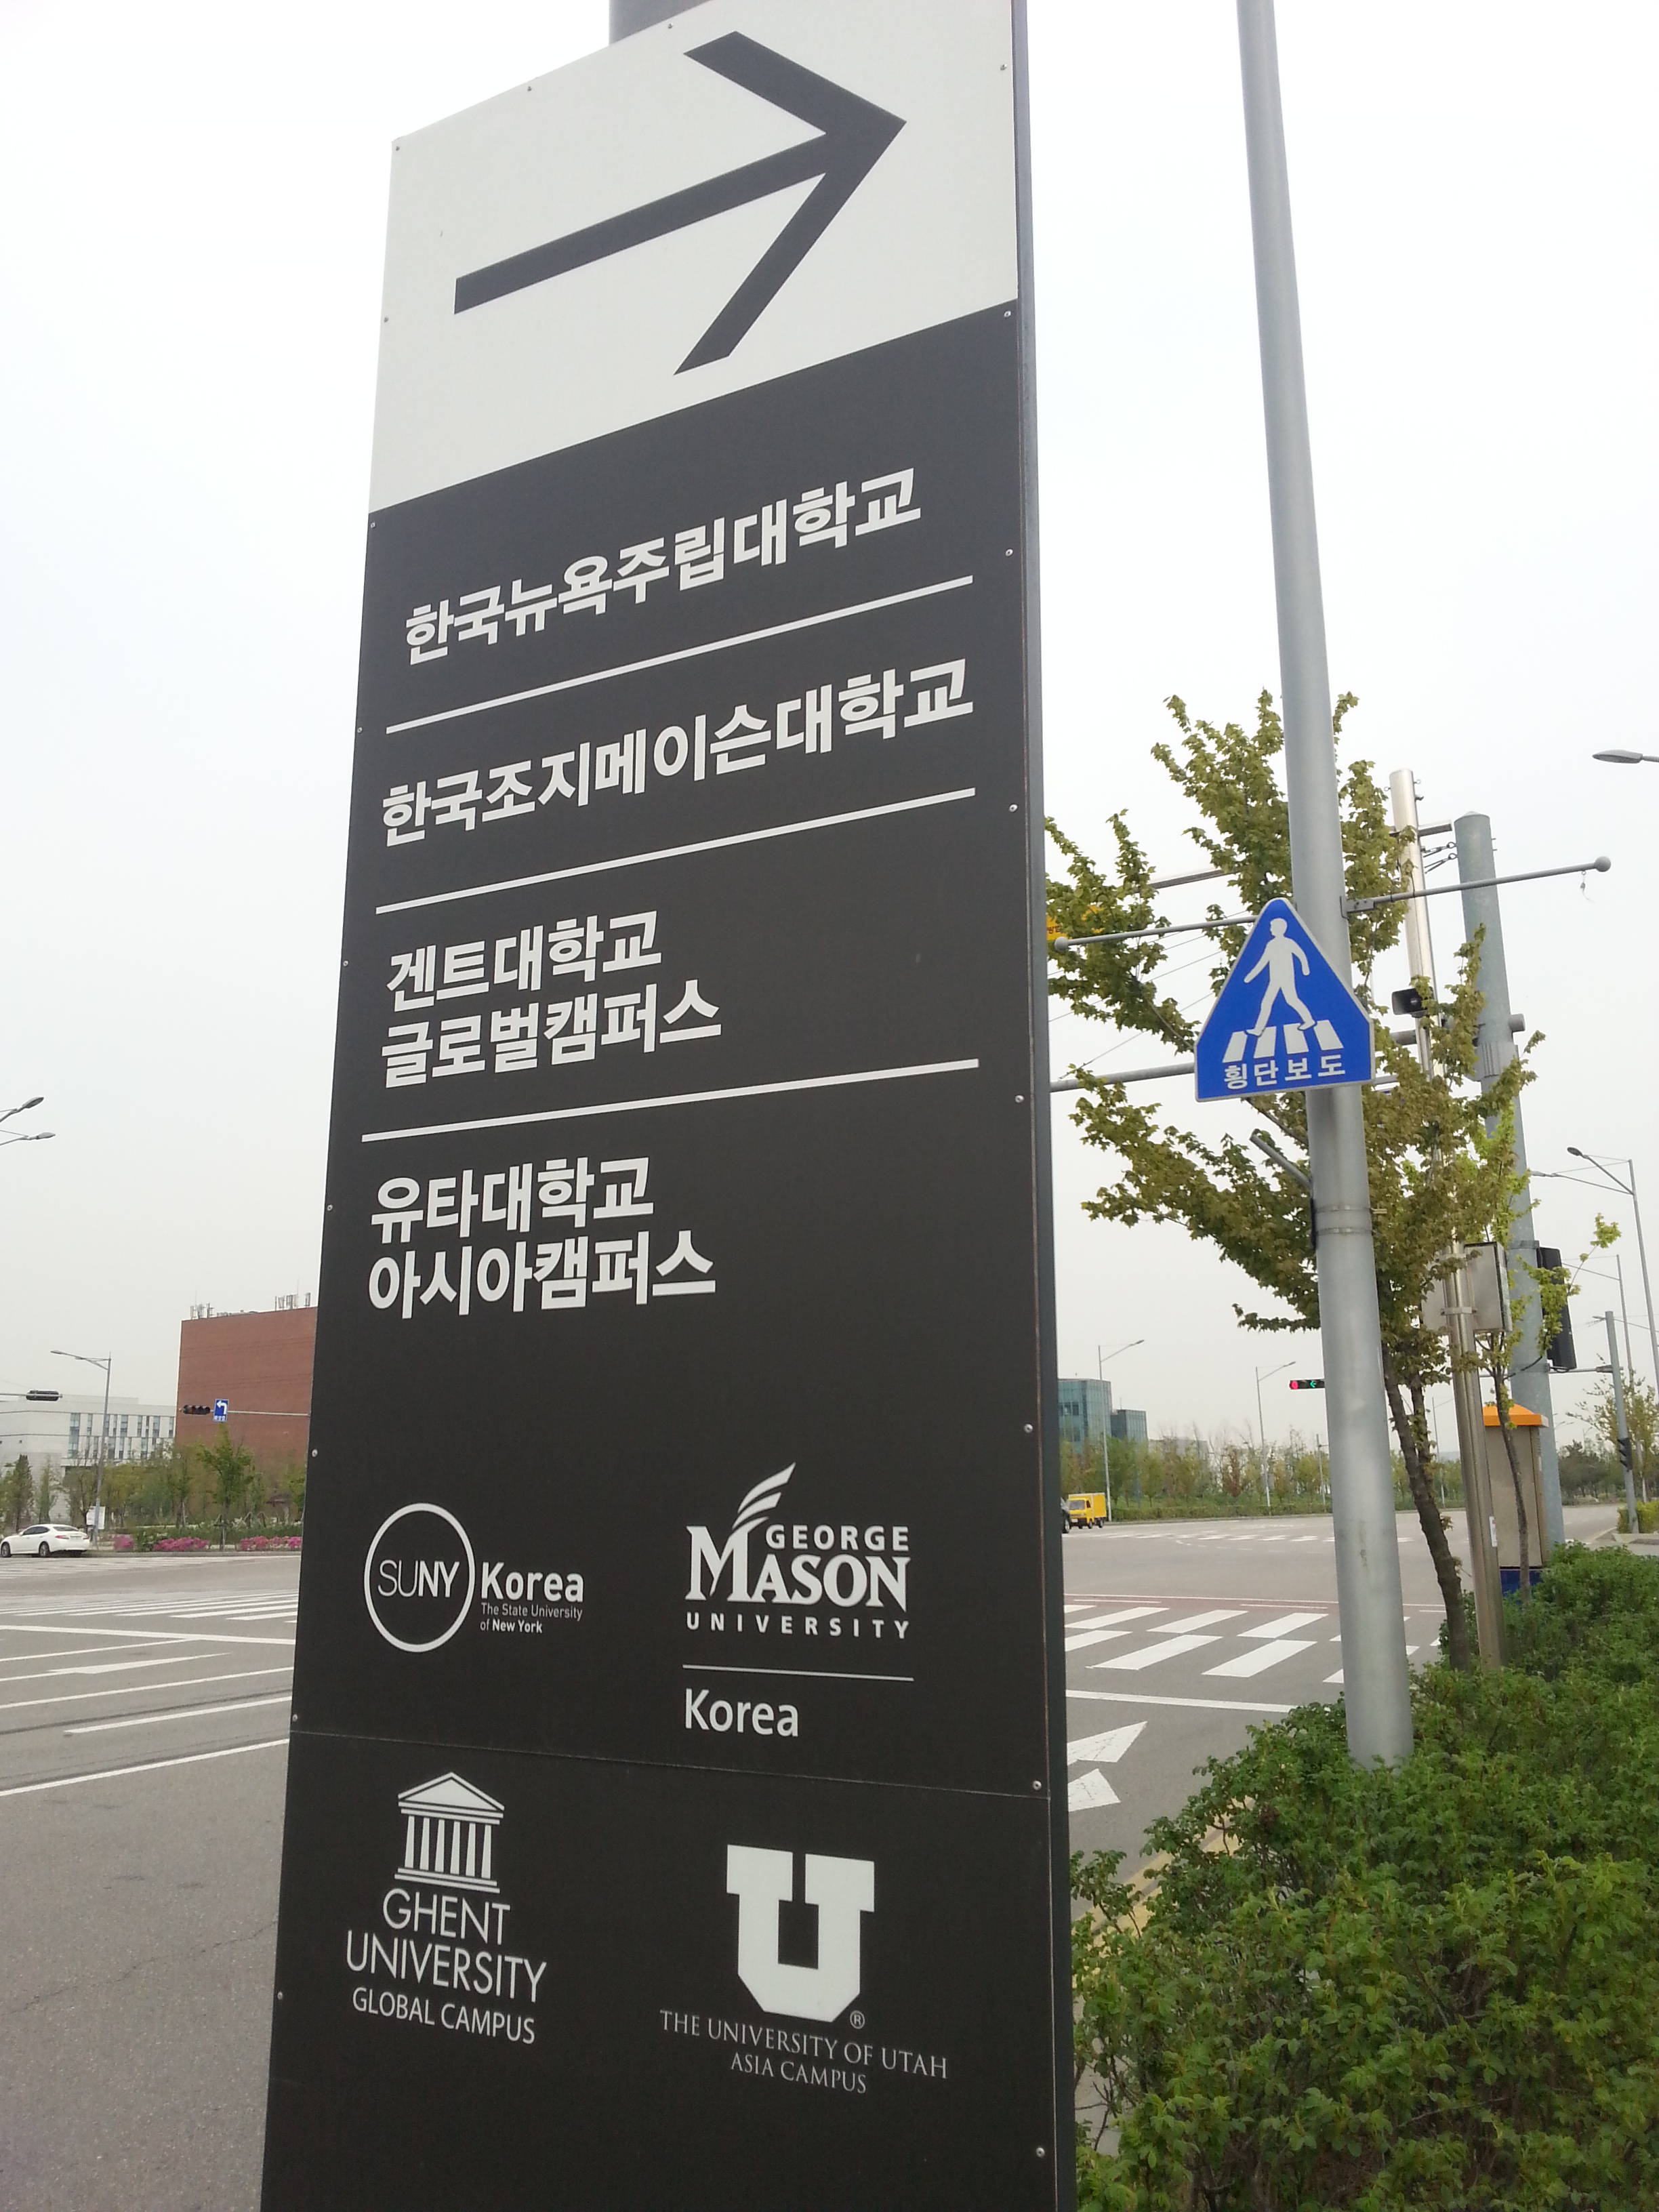 한국뉴욕주립대학교
한국조지메이슨대학교
겐트대학교
글로벌캠퍼스
유타대학교
아시아캠퍼스
SUNY Korea
The State University
of New York
GEORGE
MASON
UNIVERSITY
Korea
GHENT
UNIVERSITY
GLOBAL CAMPUS
U®
THE UNIVERSITY OF UTAH
ASIA CAMPUS
횡단보도